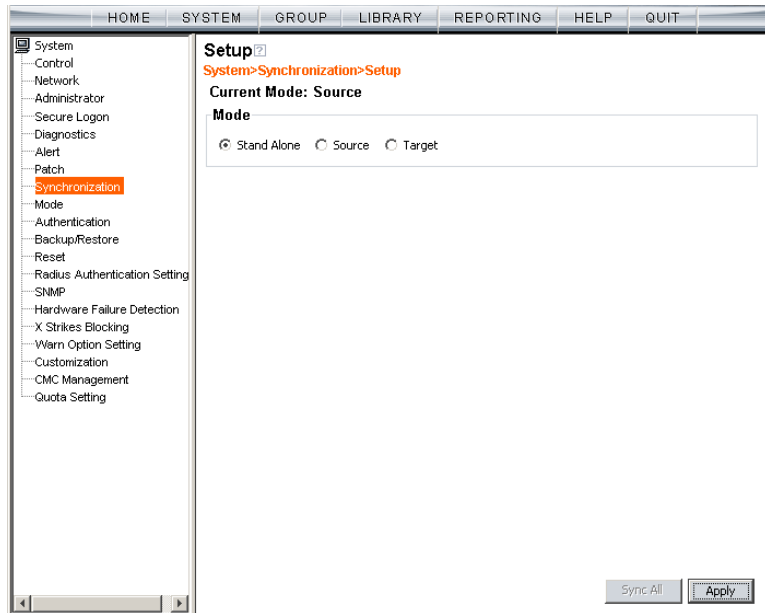 HOME SYSTEM GROUP LIBRARY REPORTING HELP QUIT
System
Control
Network
Administrator
Secure Logon
Diagnostics
Alert
Patch
Synchronization
Mode
Authentication
Backup/Restore
Reset
Radius Authentication Setting
SNMP
Hardware Failure Detection
X Strikes Blocking
Warn Option Setting
Customization
CMC Management
Quota Setting
Setup ?
System>Synchronization>Setup
Current Mode: Source
Mode
Stand Alone Source Target
Sync All Apply